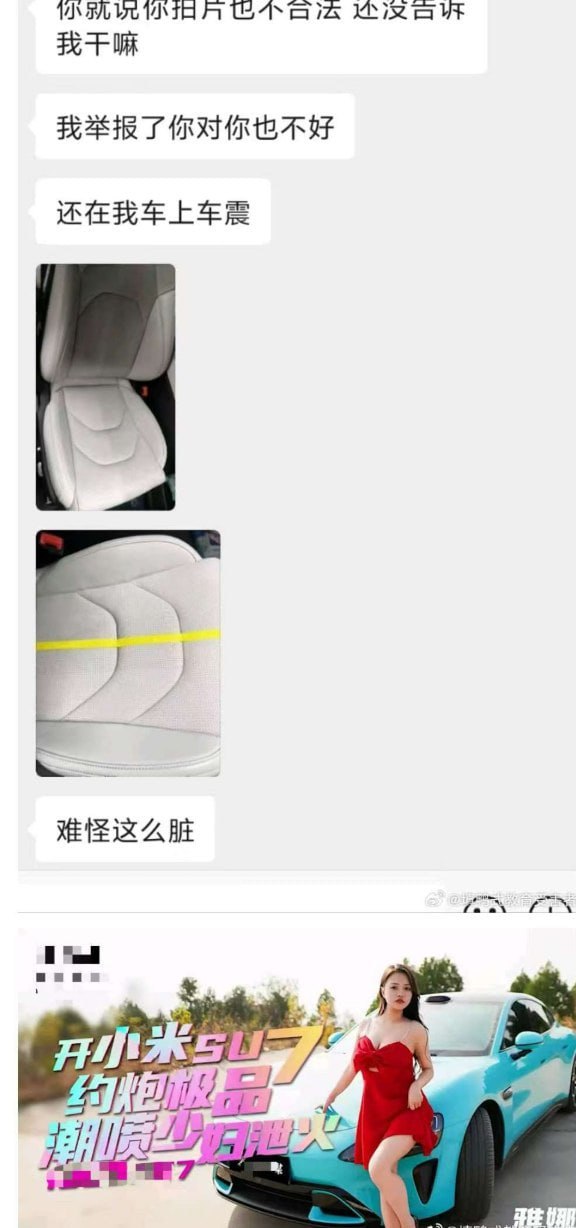 你就说你拍片也不合法 还没告诉
我干嘛
我举报了你对你也不好
还在我车上车震
难怪这么脏
开小米SU7
约炮极品
潮喷少妇泄火
雅娜